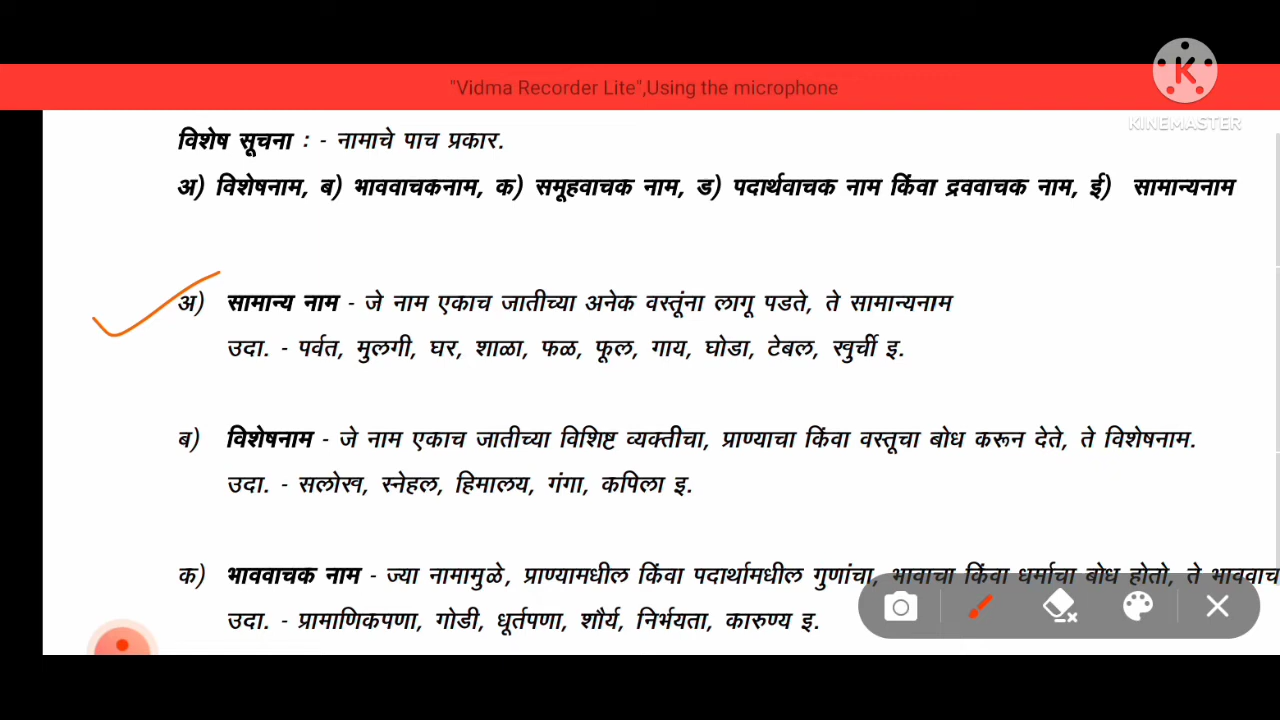 "Vidma Recorder Lite",Using the microphone
KINEMASTER
विशेष सूचना : - नामाचे पाच प्रकार.
अ) विशेषनाम, ब) भाववाचकनाम, क) समूहवाचक नाम, ड) पदार्थवाचक नाम किंवा द्रववाचक नाम, ई) सामान्यनाम
अ) सामान्य नाम - जे नाम एकाच जातीच्या अनेक वस्तूंना लागू पडते, ते सामान्यनाम
उदा. - पर्वत, मुलगी, घर, शाळा, फळ, फूल, गाय, घोडा, टेबल, खुर्ची इ.
ब) विशेषनाम - जे नाम एकाच जातीच्या विशिष्ट व्यक्तीचा, प्राण्याचा किंवा वस्तूचा बोध करून देते, ते विशेषनाम.
उदा. - सलोख, स्नेहल, हिमालय, गंगा, कपिला इ.
क) भाववाचक नाम - ज्या नामामुळे, प्राण्यामधील किंवा पदार्थामधील गुणांचा, भावाचा किंवा धर्माचा बोध होतो, ते भाववाच
उदा. - प्रामाणिकपणा, गोडी, धूर्तपणा, शौर्य, निर्भयता, कारुण्य इ.